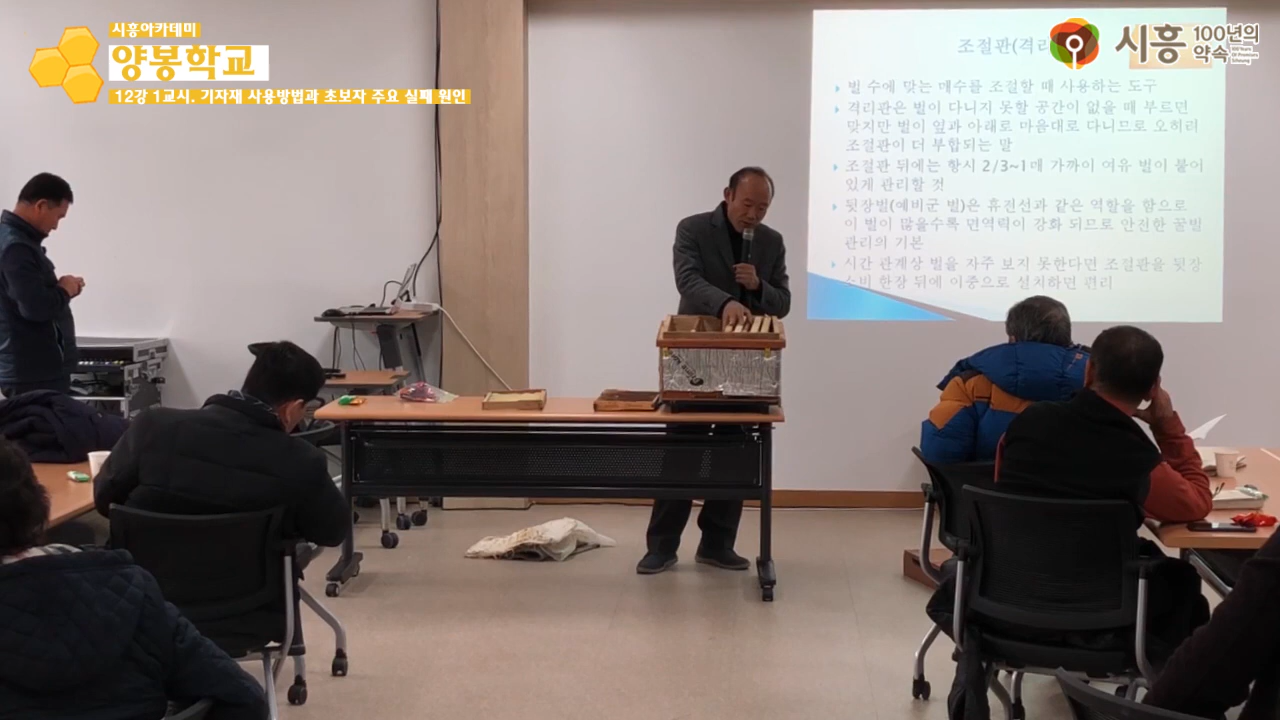 시흥아카데미
양봉학교
12강 1교시. 기자재 사용방법과 초보자 주요 실패 원인
시흥 100년의 약속
조절판(격리
벌 수에 맞는 매수를 조절할 때 사용하는 도구
격리판은 벌이 다니지 못할 공간이 없을 때 부르면
맞지만 벌이 옆과 아래로 마음대로 다니므로 오히려
조절판이 더 부합되는 말
조절판 뒤에는 항시 2/3~1매 가까이 여유 벌이 붙어
있게 관리할 것
뒷장벌(예비군 벌)은 휴전선과 같은 역할을 함으로
이 벌이 많을수록 면역력이 강화 되므로 안전한 꿀벌
관리의 기본
시간 관계상 벌을 자주 보지 못한다면 조절판을 뒷장
소비 한장 뒤에 이중으로 설치하면 편리